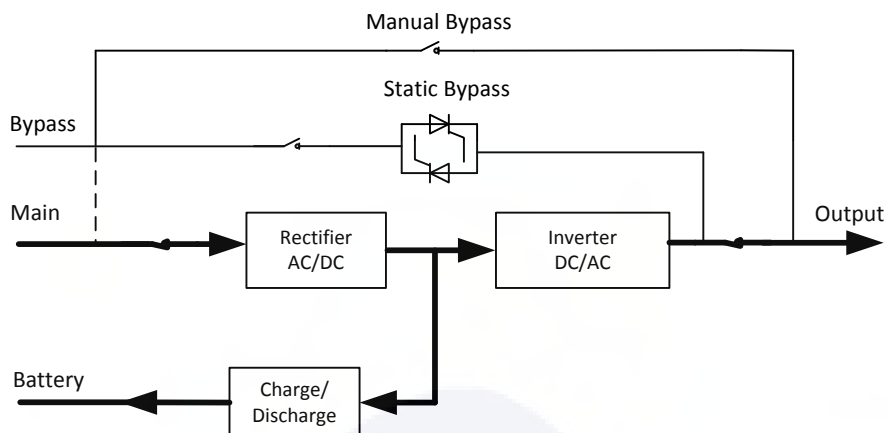 Manual Bypass
Static Bypass
Bypass
Main
Output
Rectifier
AC/DC
Inverter
DC/AC
Battery
Charge/
Discharge